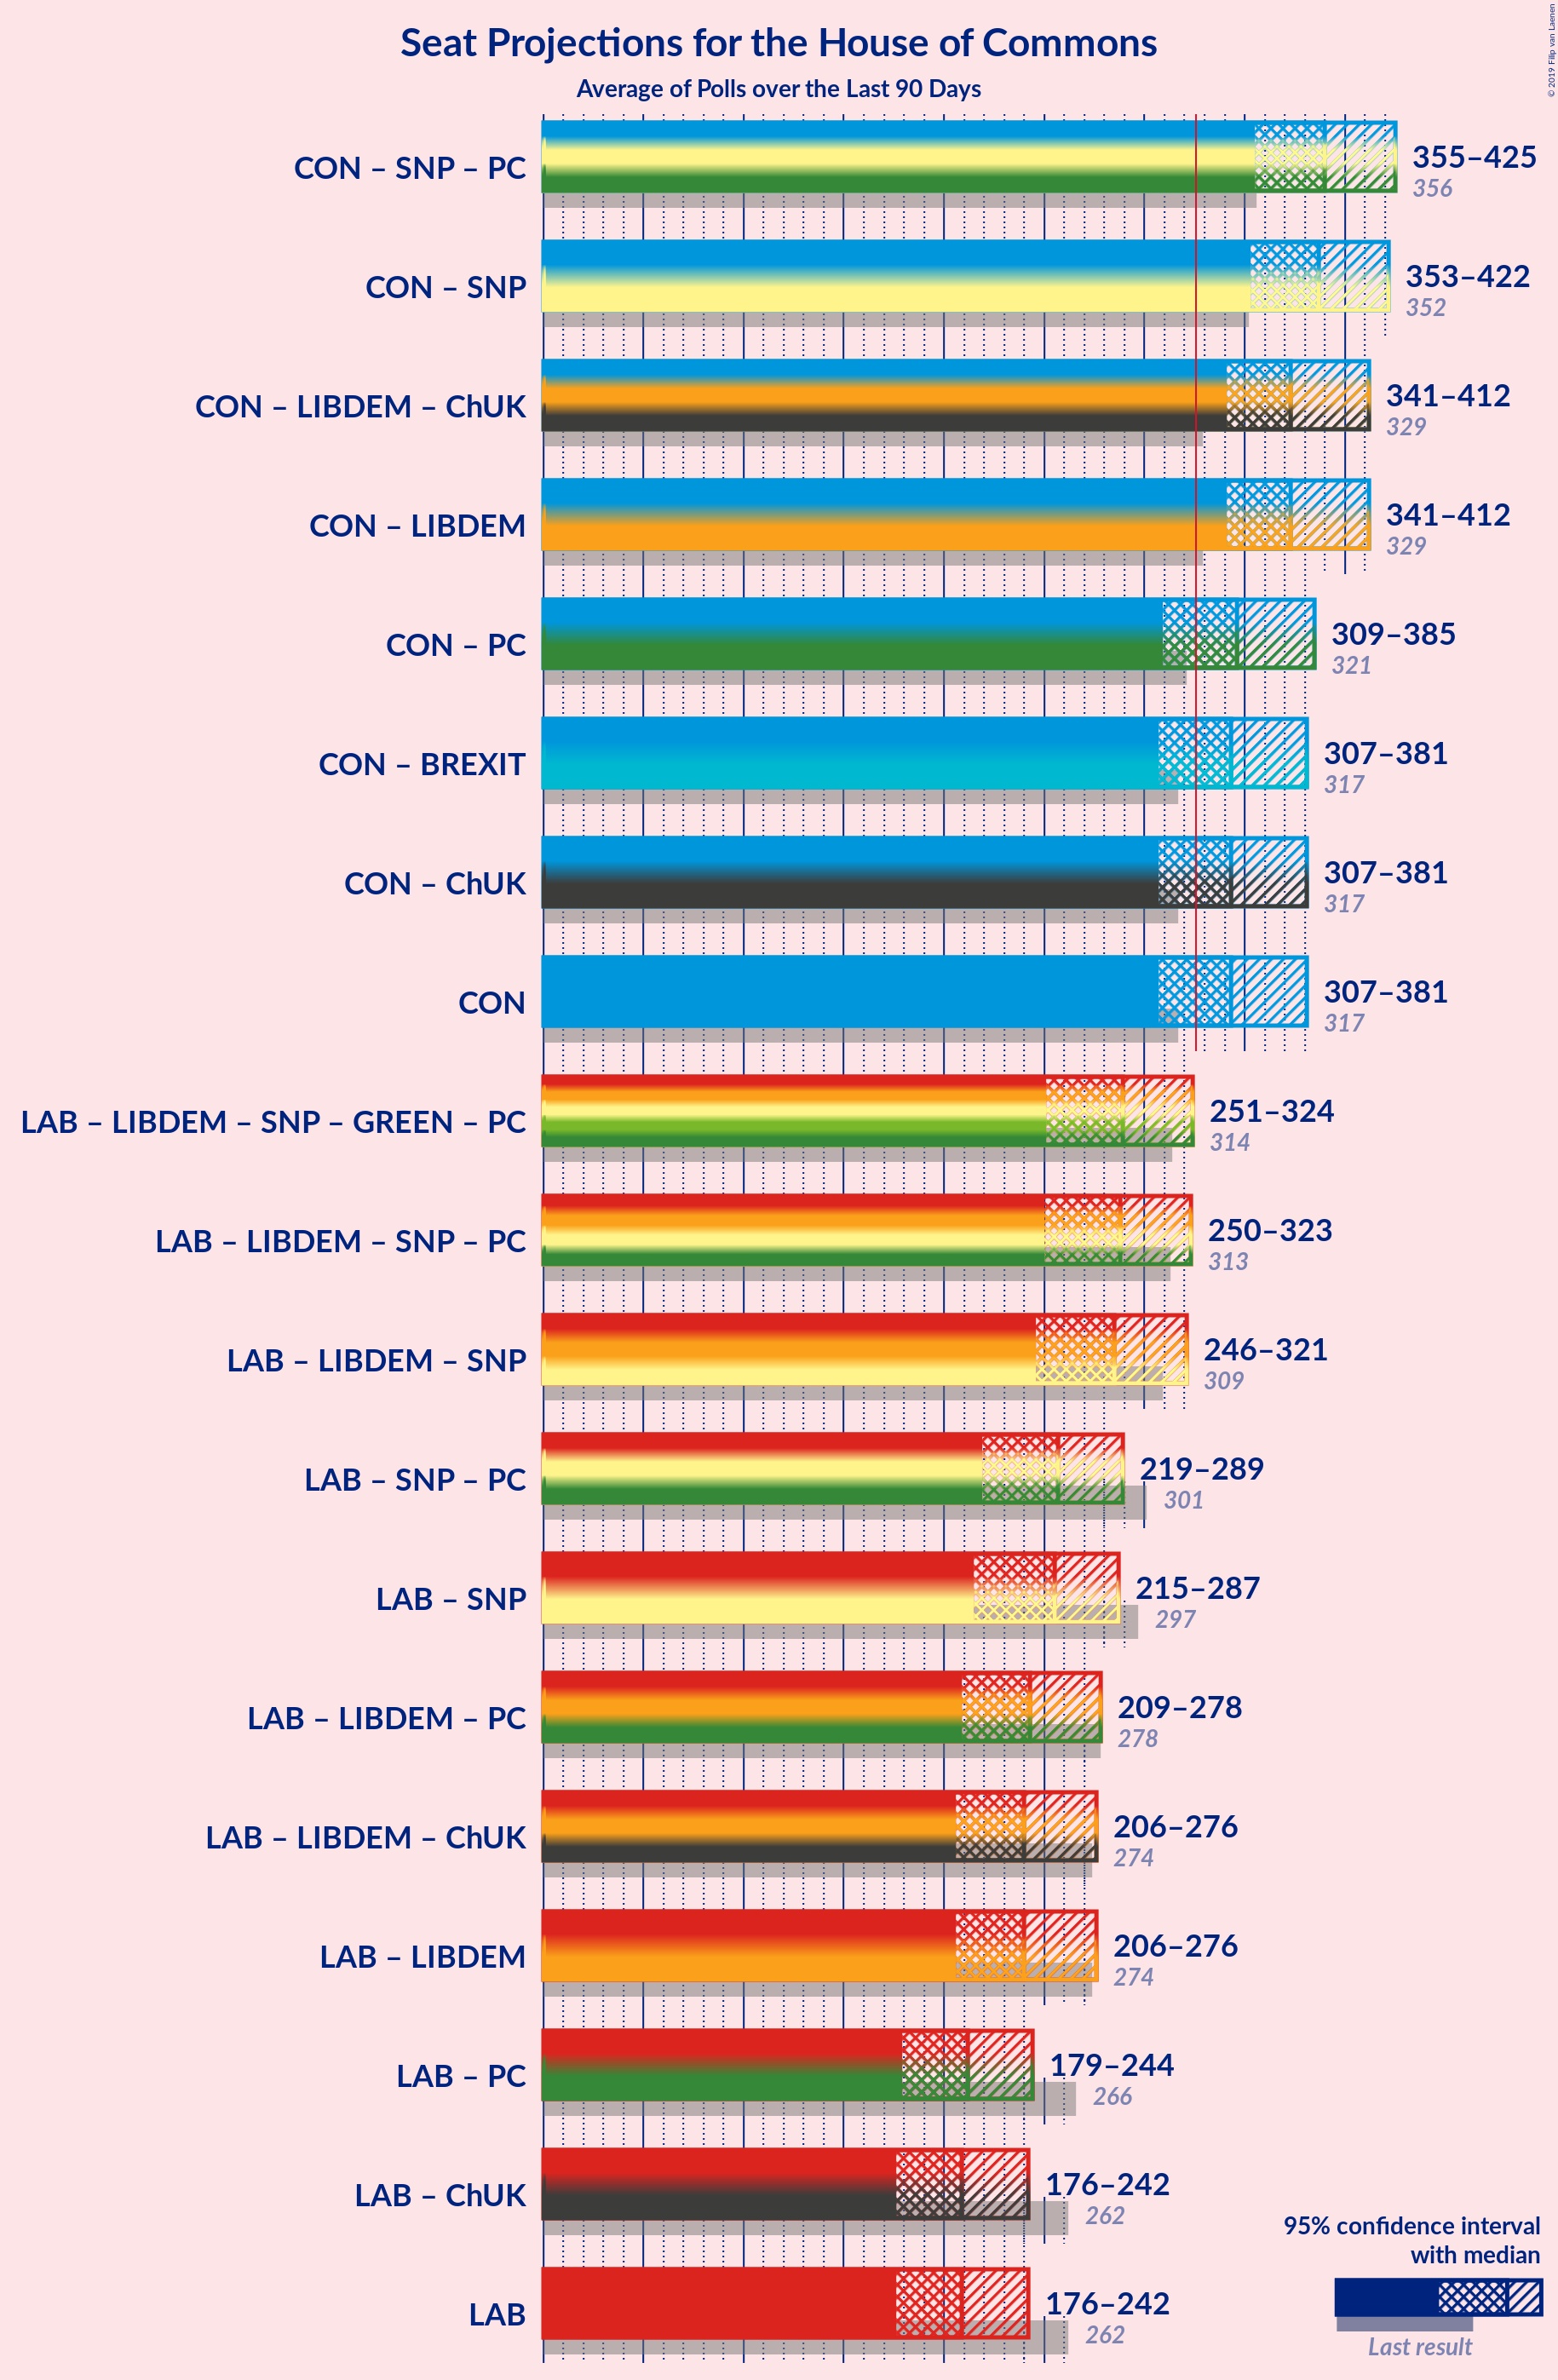 Seat Projections for the House of Commons
Average of Polls over the Last 90 Days
© 2019 Filip van Laenen
CON – SNP – PC
355–425
356
CON – SNP
353–422
352
CON – LIBDEM – ChUK
341–412
329
CON – LIBDEM
341–412
329
CON – PC
309–385
321
CON – BREXIT
307–381
317
CON – ChUK
307–381
317
CON
307–381
317
LAB – LIBDEM – SNP – GREEN – PC
251–324
314
LAB – LIBDEM – SNP – PC
250–323
313
LAB – LIBDEM – SNP
246–321
309
LAB – SNP – PC
219–289
301
LAB – SNP
215–287
297
LAB – LIBDEM – PC
209–278
278
LAB – LIBDEM – ChUK
206–276
274
LAB – LIBDEM
206–276
274
LAB – PC
179–244
266
LAB – ChUK
176–242
262
LAB
176–242
262
95% confidence interval
with median
Last result